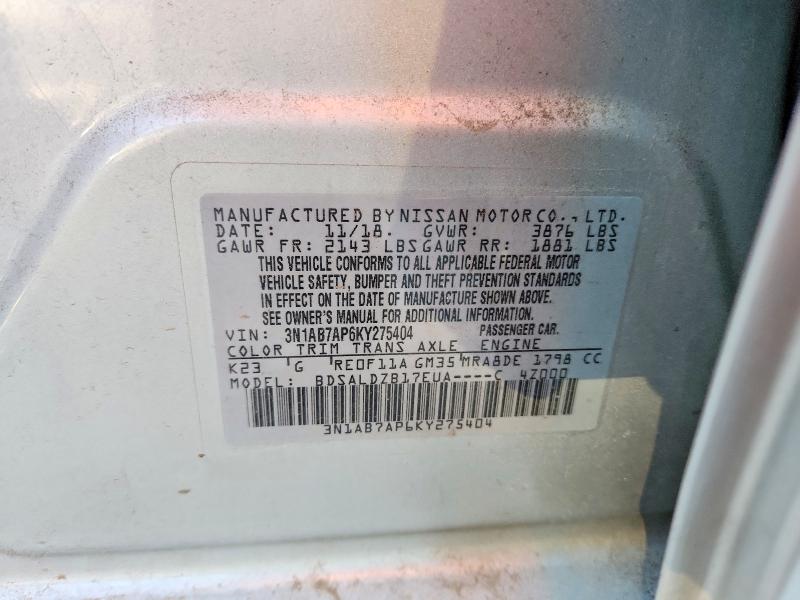 MANUFACTURED BY NISSAN MOTOR CO., LTD.
DATE: 11/18. GVWR: 3876 LBS
GAWR FR: 2143 LBS GAWR RR: 1881 LBS
THIS VEHICLE CONFORMS TO ALL APPLICABLE FEDERAL MOTOR
VEHICLE SAFETY, BUMPER AND THEFT PREVENTION STANDARDS
IN EFFECT ON THE DATE OF MANUFACTURE SHOWN ABOVE.
SEE OWNER'S MANUAL FOR ADDITIONAL INFORMATION.
VIN: 3N1AB7AP6KY275404 PASSENGER CAR.
COLOR TRIM TRANS AXLE ENGINE
K23 G RE0F11A GM35 MRA8DE 1798 CC
MODEL: BDSALDZB17EUA----C 4Z000
3N1AB7AP6KY275404